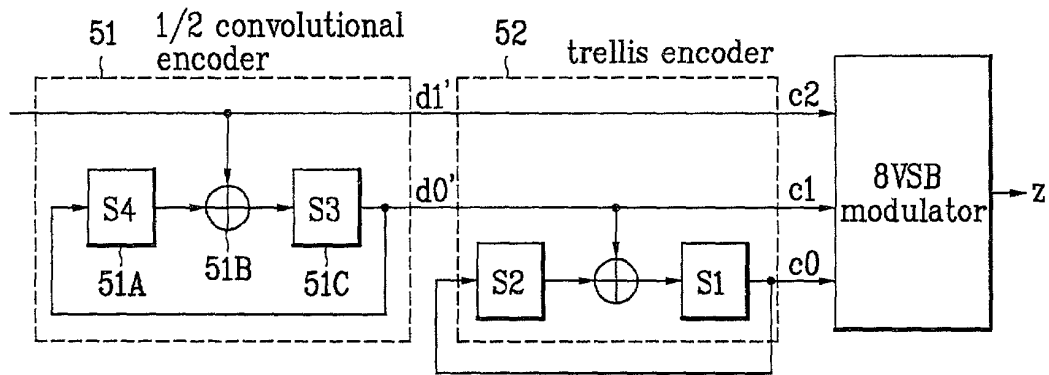 51
1/2 convolutional
encoder
52
trellis encoder
d1'
c2
S4
S3
d0'
c1
8VSB
modulator
z
51A
51B
51C
S2
S1
c0